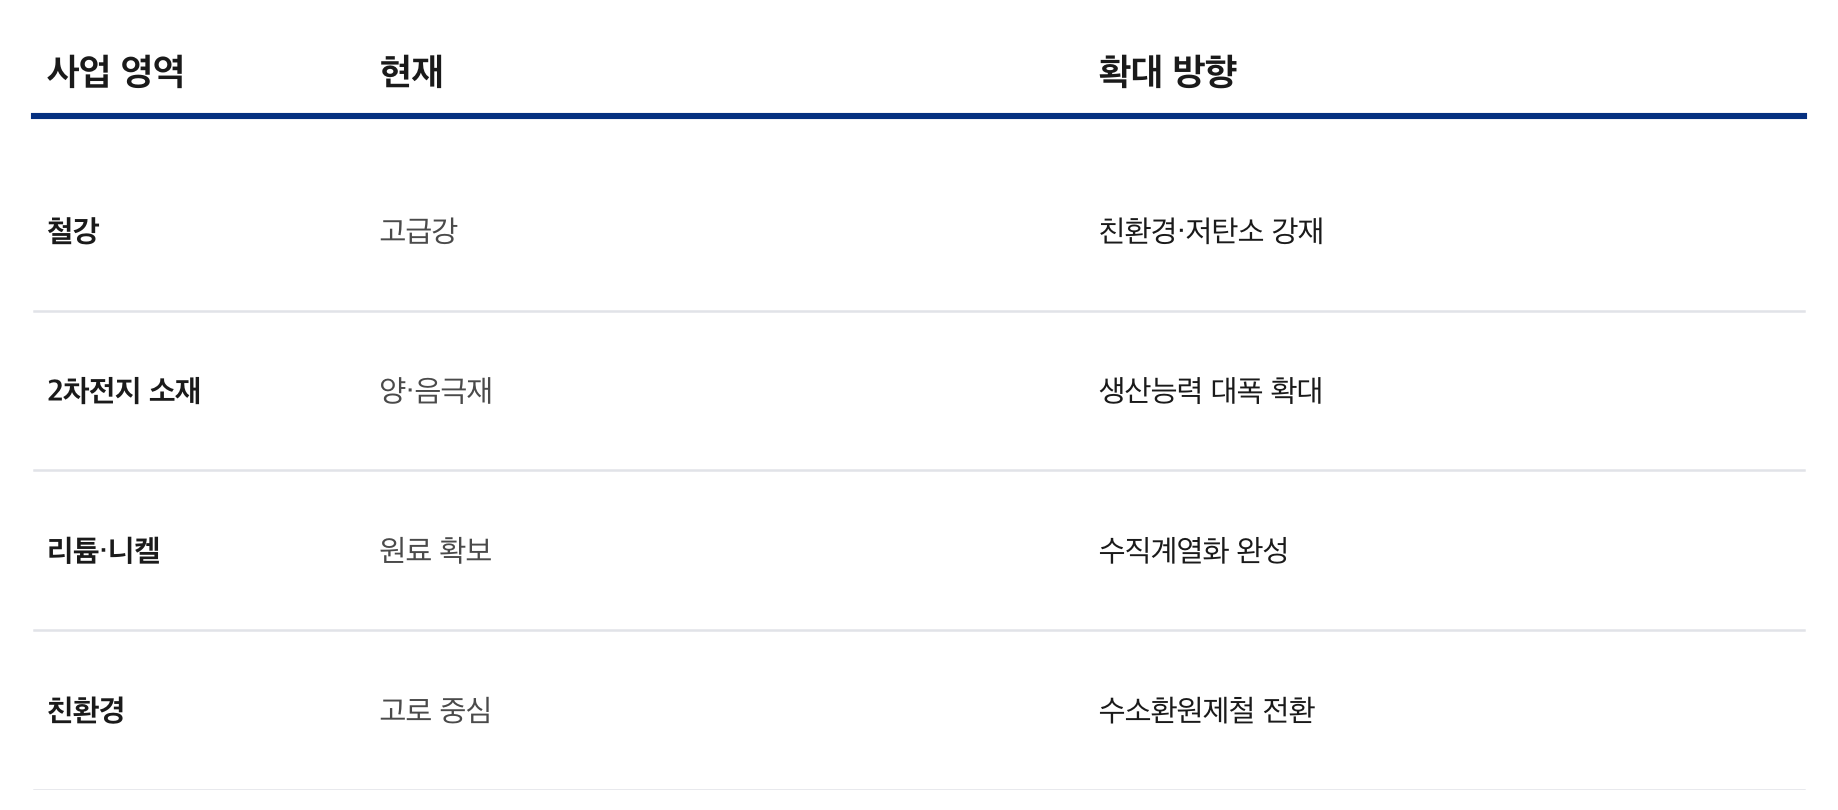 사업 영역 현재 확대 방향
철강 고급강 친환경·저탄소 강재
2차전지 소재 양·음극재 생산능력 대폭 확대
리튬·니켈 원료 확보 수직계열화 완성
친환경 고로 중심 수소환원제철 전환